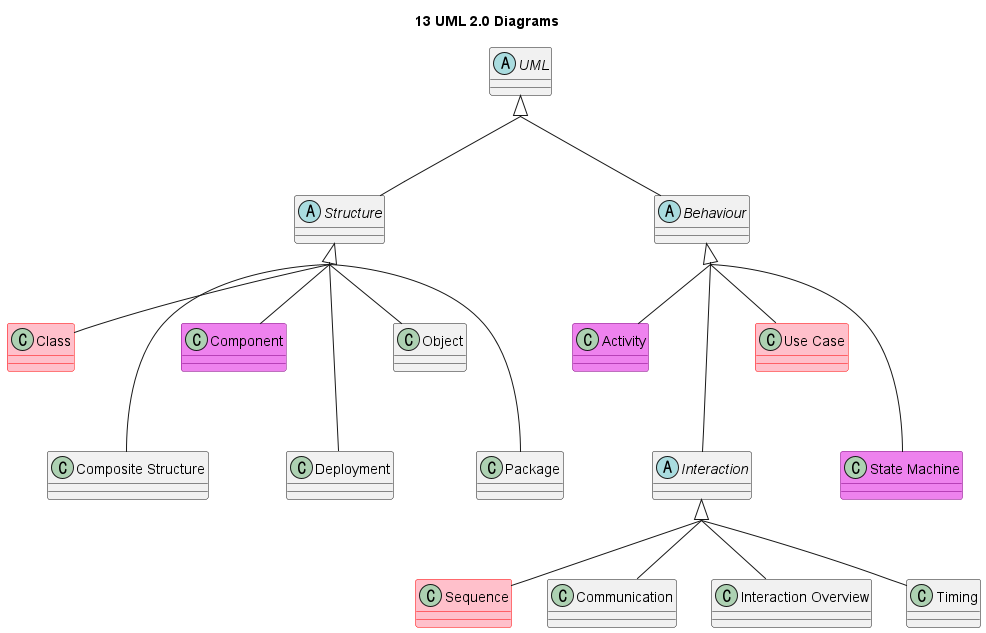 13 UML 2.0 Diagrams
A UML
A Structure
A Behaviour
C Class
C Component
C Object
C Activity
C Use Case
C Composite Structure
C Deployment
C Package
A Interaction
C State Machine
C Sequence
C Communication
C Interaction Overview
C Timing